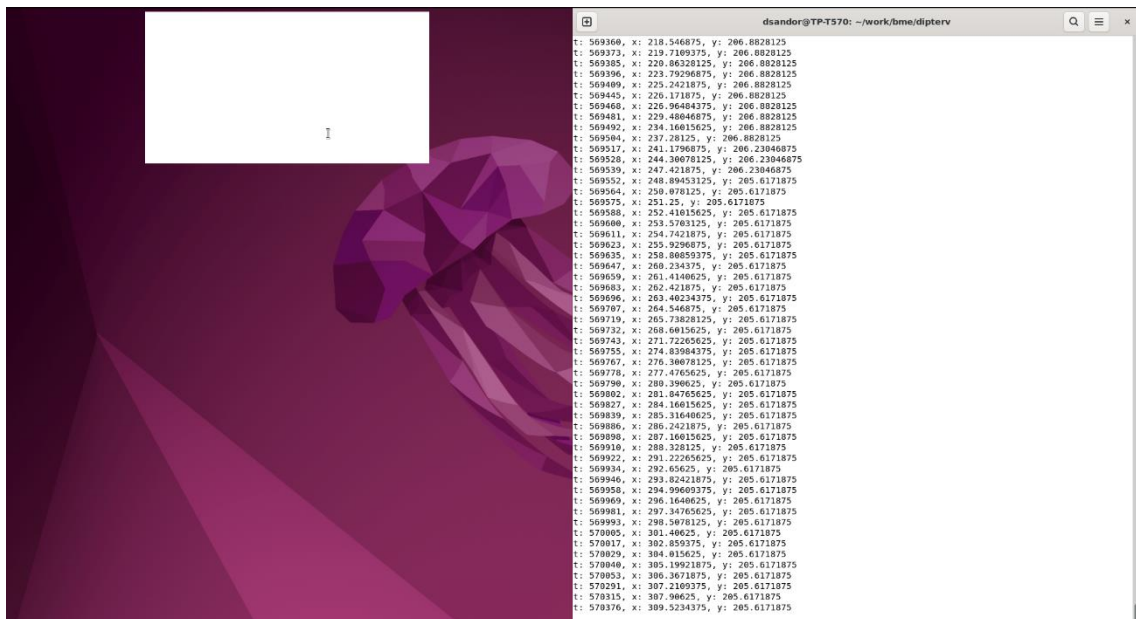 dsandor@TP-T570: ~/work/bme/dipterv
t: 569360, x: 218.546875, y: 206.8828125
t: 569373, x: 219.7109375, y: 206.8828125
t: 569385, x: 220.86328125, y: 206.8828125
t: 569396, x: 223.79296875, y: 206.8828125
t: 569409, x: 225.2421875, y: 206.8828125
t: 569445, x: 226.171875, y: 206.8828125
t: 569468, x: 226.96484375, y: 206.8828125
t: 569481, x: 229.48046875, y: 206.8828125
t: 569492, x: 234.16015625, y: 206.8828125
t: 569504, x: 237.28125, y: 206.8828125
t: 569517, x: 241.1796875, y: 206.23046875
t: 569528, x: 244.30078125, y: 206.23046875
t: 569539, x: 247.421875, y: 206.23046875
t: 569552, x: 248.89453125, y: 205.6171875
t: 569564, x: 250.078125, y: 205.6171875
t: 569575, x: 251.25, y: 205.6171875
t: 569588, x: 252.41015625, y: 205.6171875
t: 569600, x: 253.5703125, y: 205.6171875
t: 569611, x: 254.7421875, y: 205.6171875
t: 569623, x: 255.9296875, y: 205.6171875
t: 569635, x: 258.80859375, y: 205.6171875
t: 569647, x: 260.234375, y: 205.6171875
t: 569659, x: 261.4140625, y: 205.6171875
t: 569683, x: 262.421875, y: 205.6171875
t: 569696, x: 263.40234375, y: 205.6171875
t: 569707, x: 264.546875, y: 205.6171875
t: 569719, x: 265.73828125, y: 205.6171875
t: 569732, x: 268.6015625, y: 205.6171875
t: 569743, x: 271.72265625, y: 205.6171875
t: 569755, x: 274.83984375, y: 205.6171875
t: 569767, x: 276.30078125, y: 205.6171875
t: 569778, x: 277.4765625, y: 205.6171875
t: 569790, x: 280.390625, y: 205.6171875
t: 569802, x: 281.84765625, y: 205.6171875
t: 569827, x: 284.16015625, y: 205.6171875
t: 569839, x: 285.31640625, y: 205.6171875
t: 569886, x: 286.2421875, y: 205.6171875
t: 569898, x: 287.16015625, y: 205.6171875
t: 569910, x: 288.328125, y: 205.6171875
t: 569922, x: 291.22265625, y: 205.6171875
t: 569934, x: 292.65625, y: 205.6171875
t: 569946, x: 293.82421875, y: 205.6171875
t: 569958, x: 294.99609375, y: 205.6171875
t: 569969, x: 296.1640625, y: 205.6171875
t: 569981, x: 297.34765625, y: 205.6171875
t: 569993, x: 298.5078125, y: 205.6171875
t: 570005, x: 301.40625, y: 205.6171875
t: 570017, x: 302.859375, y: 205.6171875
t: 570029, x: 304.015625, y: 205.6171875
t: 570040, x: 305.19921875, y: 205.6171875
t: 570053, x: 306.3671875, y: 205.6171875
t: 570291, x: 307.2109375, y: 205.6171875
t: 570315, x: 307.90625, y: 205.6171875
t: 570376, x: 309.5234375, y: 205.6171875